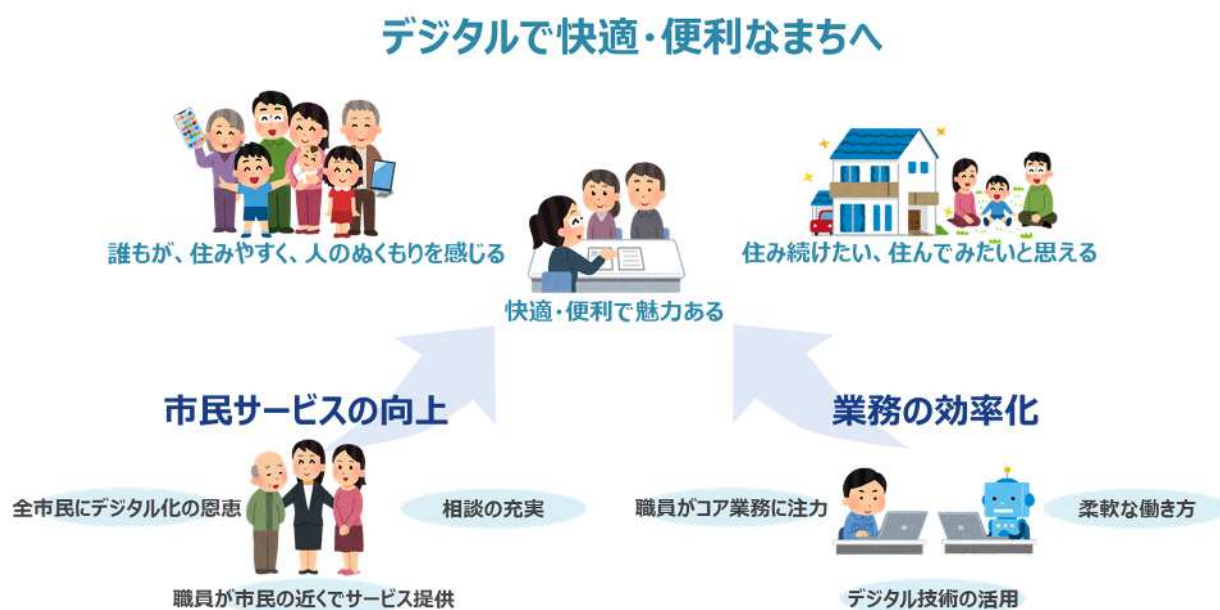 デジタルで快適・便利なまちへ
誰もが、住みやすく、人のぬくもりを感じる
住み続けたい、住んでみたいと思える
快適・便利で魅力ある
市民サービスの向上
業務の効率化
全市民にデジタル化の恩恵
相談の充実
職員がコア業務に注力
柔軟な働き方
職員が市民の近くでサービス提供
デジタル技術の活用